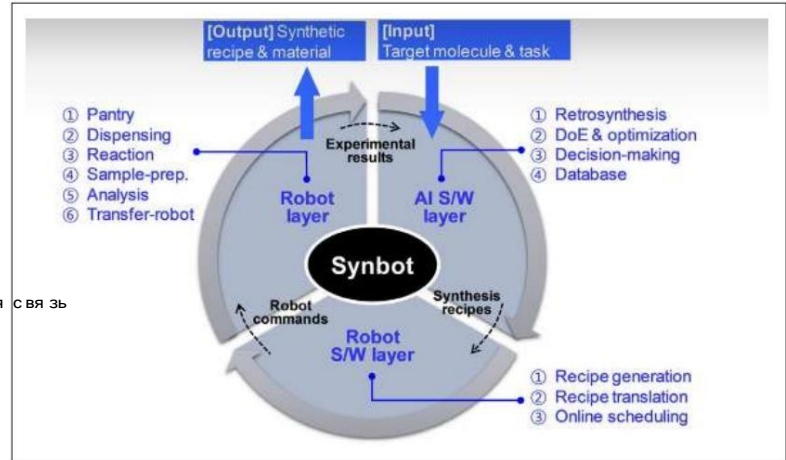 [Output] Synthetic
recipe & material
[Input]
Target molecule & task
① Pantry
② Dispensing
③ Reaction
④ Sample-prep.
⑤ Analysis
⑥ Transfer-robot
Experimental
results
① Retrosynthesis
② DoE & optimization
③ Decision-making
④ Database
Robot
layer
AI S/W
layer
Synbot
я связь
Robot
commands
Synthesis
recipes
Robot
S/W layer
① Recipe generation
② Recipe translation
③ Online scheduling